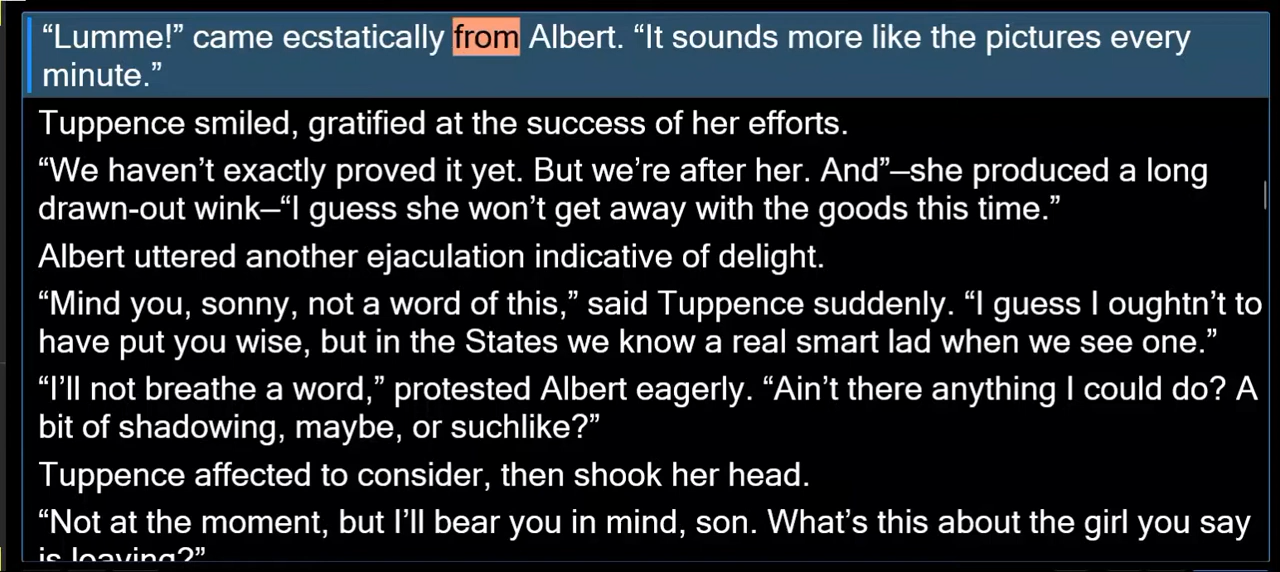 “Lumme!” came ecstatically from Albert. “It sounds more like the pictures every
minute.”
Tuppence smiled, gratified at the success of her efforts.
“We haven’t exactly proved it yet. But we’re after her. And”—she produced a long
drawn-out wink—“I guess she won’t get away with the goods this time.”
Albert uttered another ejaculation indicative of delight.
“Mind you, sonny, not a word of this,” said Tuppence suddenly. “I guess I oughtn’t to
have put you wise, but in the States we know a real smart lad when we see one.”
“I’ll not breathe a word,” protested Albert eagerly. “Ain’t there anything I could do? A
bit of shadowing, maybe, or suchlike?”
Tuppence affected to consider, then shook her head.
“Not at the moment, but I’ll bear you in mind, son. What’s this about the girl you say
is leaving?”